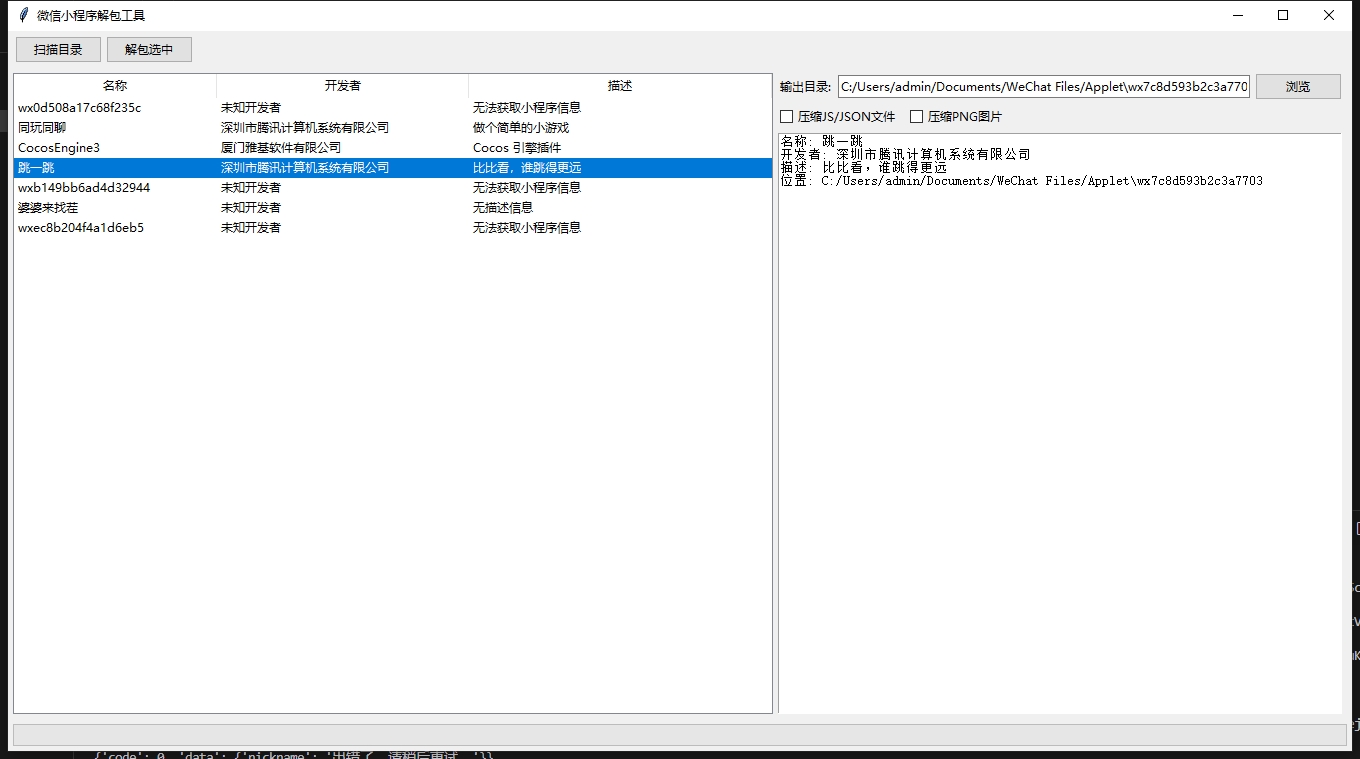 微信小程序解包工具
扫描目录 解包选中
名称 开发者 描述
wx0d508a17c68f235c 未知开发者 无法获取小程序信息
同玩同聊 深圳市腾讯计算机系统有限公司 做个简单的小游戏
CocosEngine3 厦门雅基软件有限公司 Cocos 引擎插件
跳一跳 深圳市腾讯计算机系统有限公司 比比看，谁跳得更远
wxb149bb6ad4d32944 未知开发者 无法获取小程序信息
婆婆来找茬 未知开发者 无描述信息
wxec8b204f4a1d6eb5 未知开发者 无法获取小程序信息
输出目录: C:/Users/admin/Documents/WeChat Files/Applet\wx7c8d593b2c3a770 浏览
压缩JS/JSON文件 压缩PNG图片
名称: 跳一跳
开发者: 深圳市腾讯计算机系统有限公司
描述: 比比看，谁跳得更远
位置: C:/Users/admin/Documents/WeChat Files/Applet\wx7c8d593b2c3a7703
{'code': 0, 'data': {'nickname': '出错了，请稍后重试。'}}